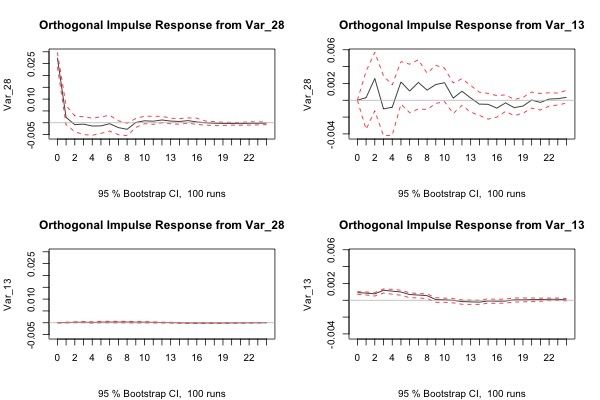 Orthogonal Impulse Response from Var_28
Var_28
0.025
0.010
-0.005
0 2 4 6 8 10 13 16 19 22
95 % Bootstrap CI, 100 runs
Orthogonal Impulse Response from Var_13
Var_28
0.006
0.002
-0.004
0 2 4 6 8 10 13 16 19 22
95 % Bootstrap CI, 100 runs
Orthogonal Impulse Response from Var_28
Var_13
0.025
0.010
-0.005
0 2 4 6 8 10 13 16 19 22
95 % Bootstrap CI, 100 runs
Orthogonal Impulse Response from Var_13
Var_13
0.006
0.002
-0.004
0 2 4 6 8 10 13 16 19 22
95 % Bootstrap CI, 100 runs